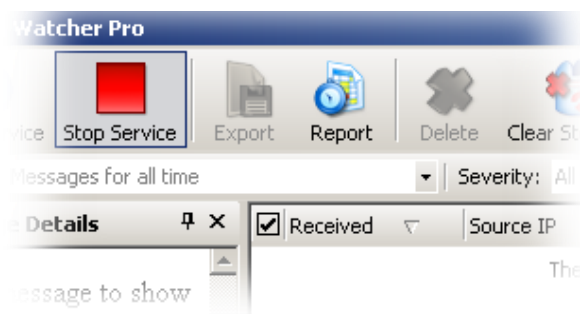 Watcher Pro
Stop Service Export Report Delete Clear
Messages for all time Severity: All
Details Received Source IP
The
message to show